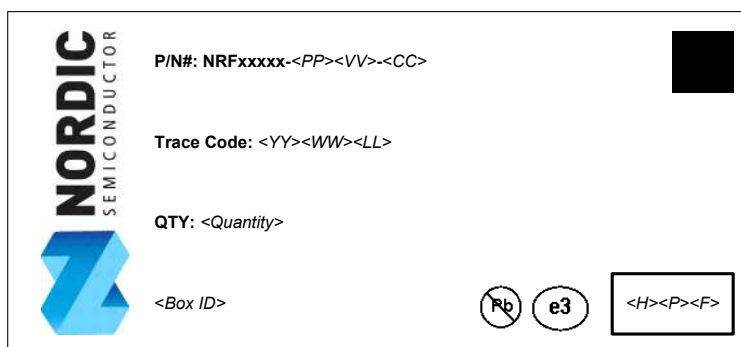 NORDIC
SEMICONDUCTOR
P/N#: NRFxxxxx-<PP><VV>-<CC>
Trace Code: <YY><WW><LL>
QTY: <Quantity>
<Box ID>
Pb
e3
<H><P><F>